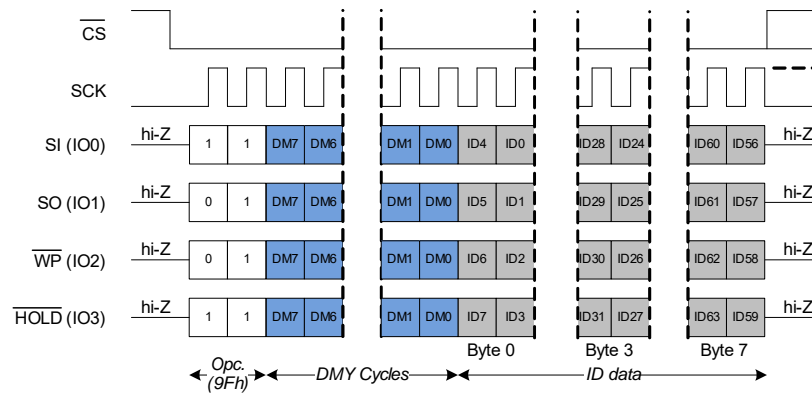 CS
SCK
SI (IO0) hi-Z 1 1 DM7 DM6 DM1 DM0 ID4 ID0 ID28 ID24 ID60 ID56 hi-Z
SO (IO1) hi-Z 0 1 DM7 DM6 DM1 DM0 ID5 ID1 ID29 ID25 ID61 ID57 hi-Z
WP (IO2) hi-Z 0 1 DM7 DM6 DM1 DM0 ID6 ID2 ID30 ID26 ID62 ID58 hi-Z
HOLD (IO3) hi-Z 1 1 DM7 DM6 DM1 DM0 ID7 ID3 ID31 ID27 ID63 ID59 hi-Z
Byte 0 Byte 3 Byte 7
Opc.
(9Fh) DMY Cycles ID data